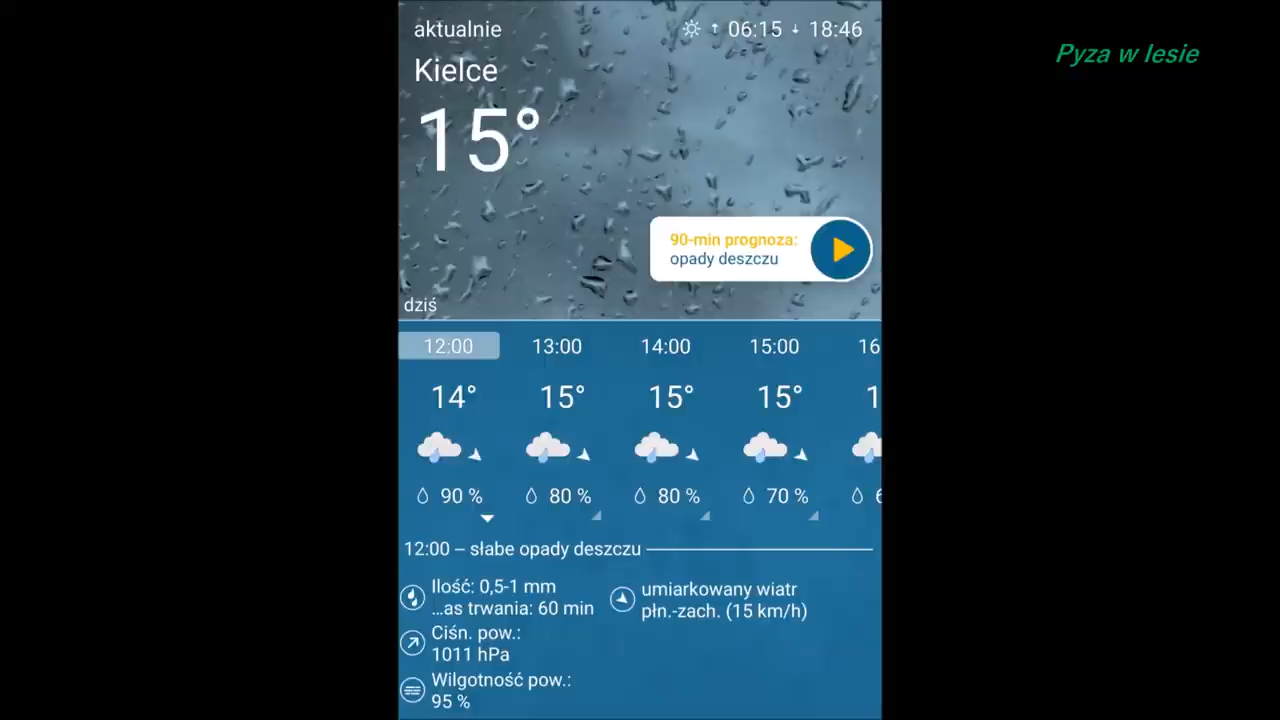 aktualnie
06:15 18:46
Pyza w lesie
Kielce
15°
90-min prognoza:
opady deszczu
dziś
12:00 13:00 14:00 15:00 16
14° 15° 15° 15° 1
90 % 80 % 80 % 70 % 6
12:00 – słabe opady deszczu
Ilość: 0,5-1 mm
...as trwania: 60 min
umiarkowany wiatr
płn.-zach. (15 km/h)
Ciśn. pow.:
1011 hPa
Wilgotność pow.:
95 %